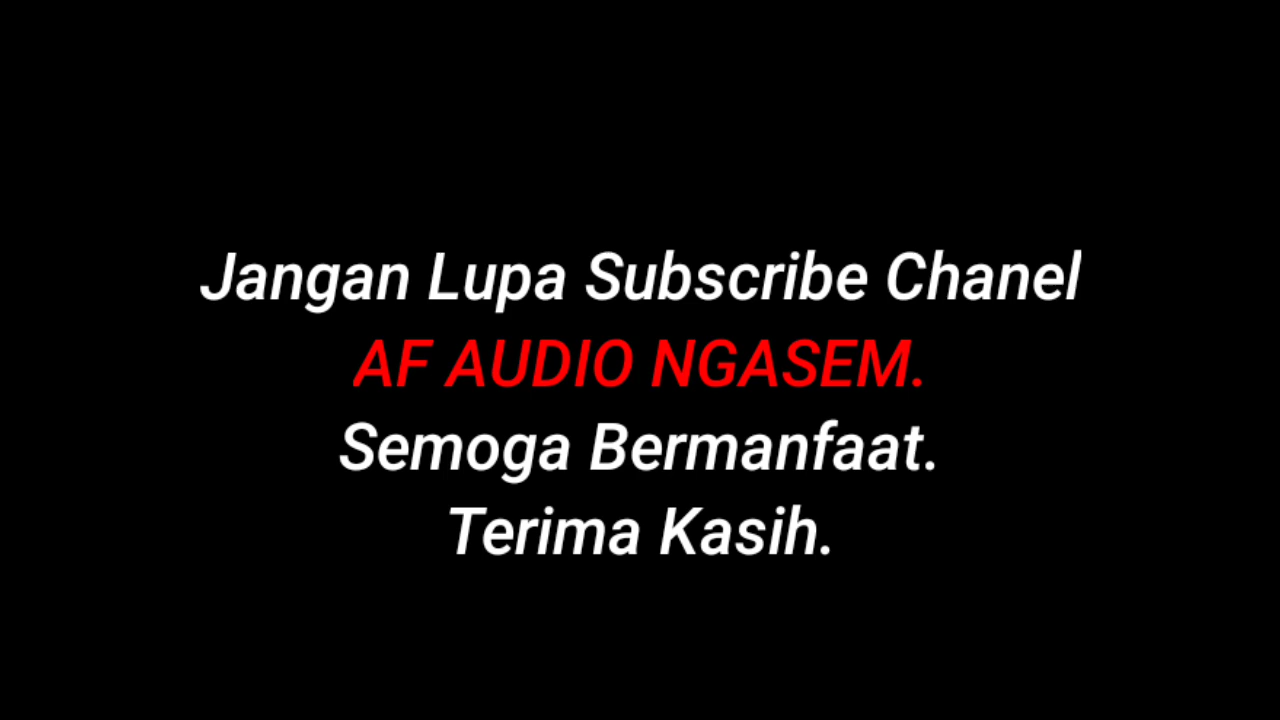 Jangan Lupa Subscribe Chanel
AF AUDIO NGASEM.
Semoga Bermanfaat.
Terima Kasih.